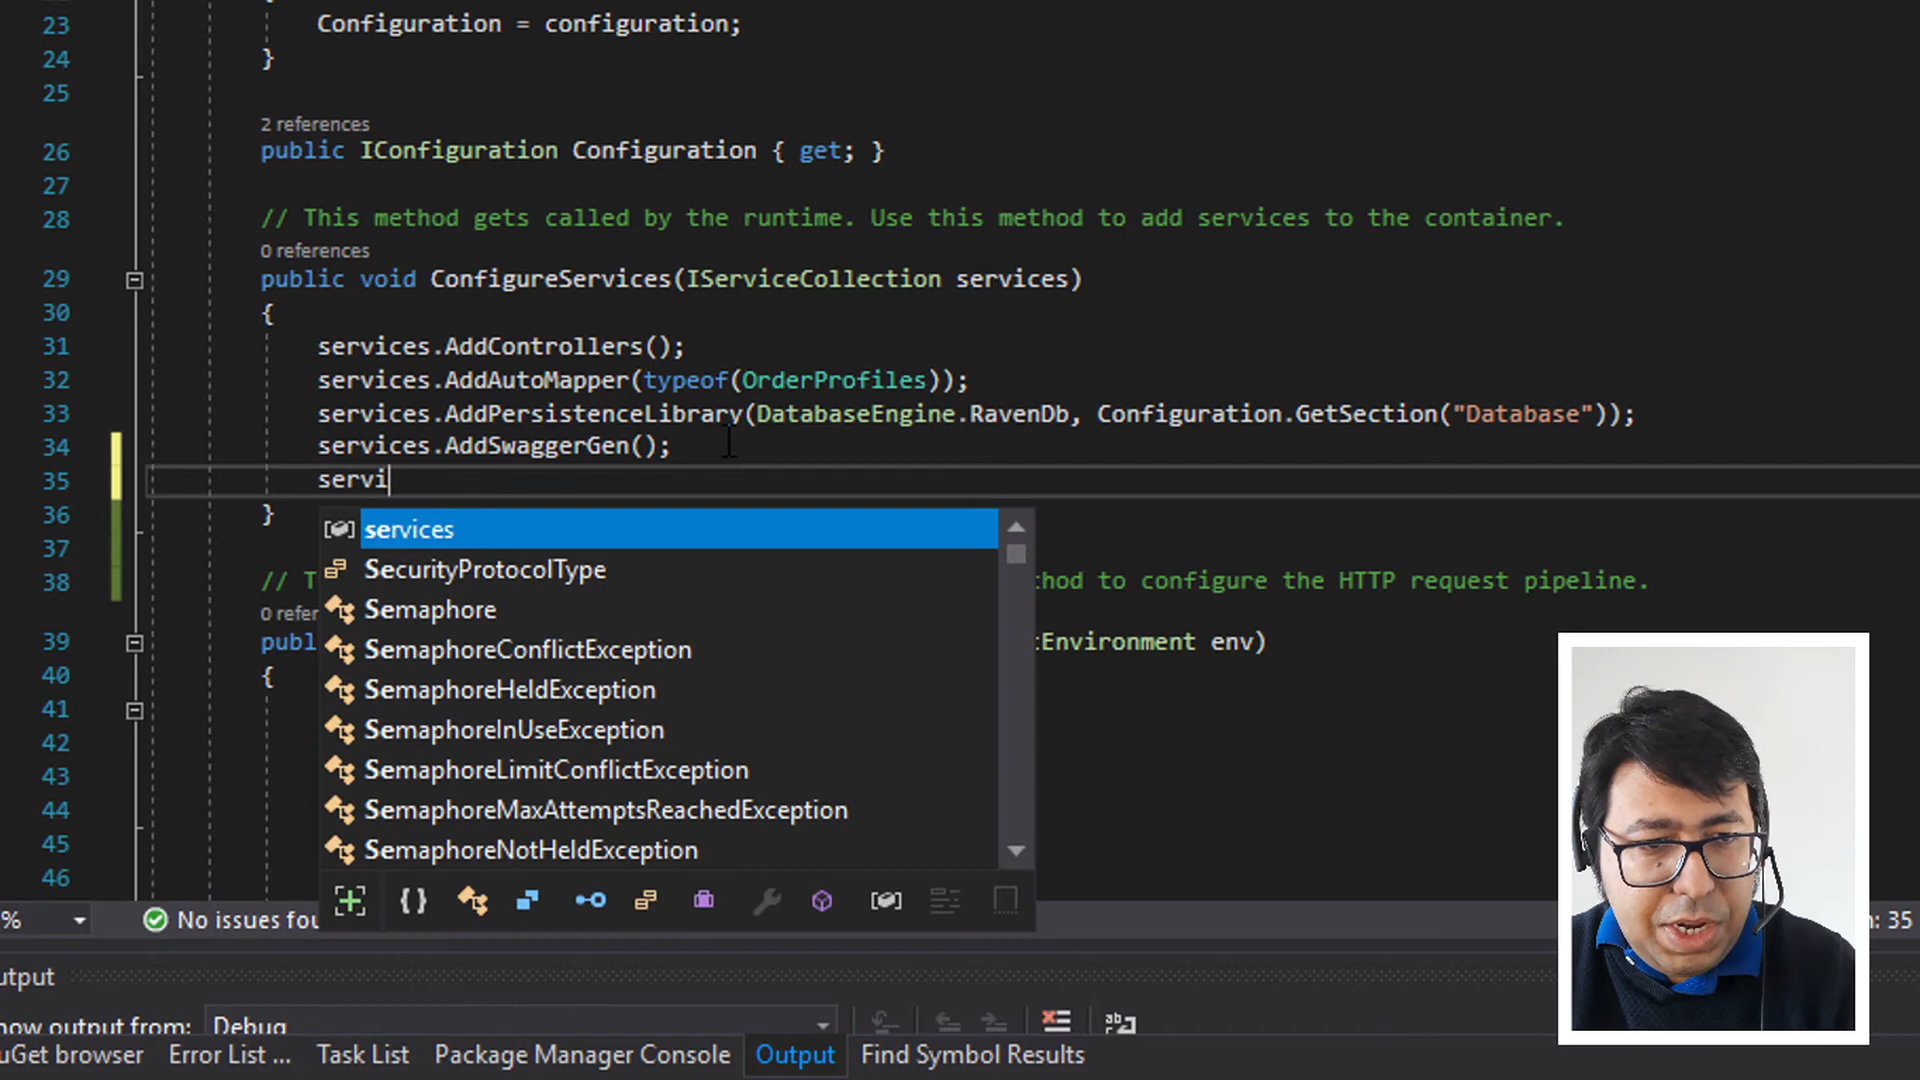 23 Configuration = configuration;
24 }
25
2 references
26 public IConfiguration Configuration { get; }
27
28 // This method gets called by the runtime. Use this method to add services to the container.
0 references
29 public void ConfigureServices(IServiceCollection services)
30 {
31 services.AddControllers();
32 services.AddAutoMapper(typeof(OrderProfiles));
33 services.AddPersistenceLibrary(DatabaseEngine.RavenDb, Configuration.GetSection("Database"));
34 services.AddSwaggerGen();
35 servi
36 }
services
37
SecurityProtocolType
38 // T thod to configure the HTTP request pipeline.
Semaphore
0 refer
39 publ tEnvironment env)
SemaphoreConflictException
40 {
SemaphoreHeldException
41
SemaphoreInUseException
42
43
SemaphoreLimitConflictException
44
SemaphoreMaxAttemptsReachedException
45
SemaphoreNotHeldException
46
% No issues fou : 35
utput
how output from: Debug
uGet browser Error List ... Task List Package Manager Console Output Find Symbol Results